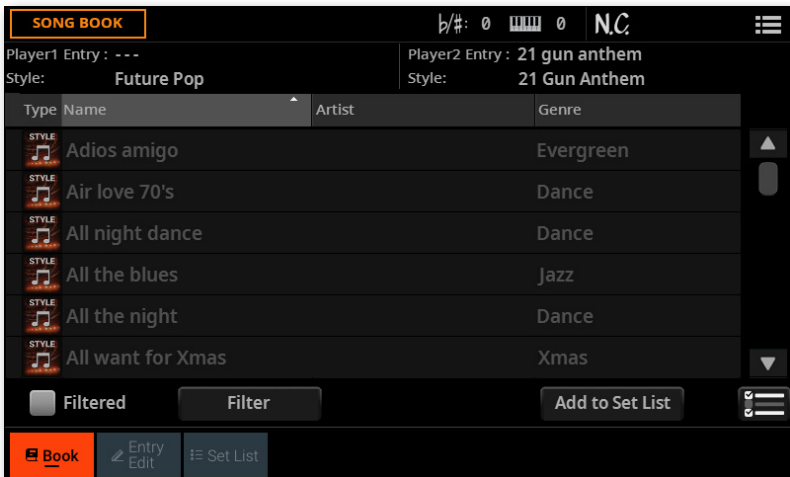 SONG BOOK ♭/#: 0 0 N.C.
Player1 Entry : --- Player2 Entry : 21 gun anthem
Style: Future Pop Style: 21 Gun Anthem
Type Name Artist Genre
STYLE Adios amigo Evergreen
STYLE Air love 70's Dance
STYLE All night dance Dance
STYLE All the blues Jazz
STYLE All the night Dance
STYLE All want for Xmas Xmas
Filtered Filter Add to Set List
Book Entry Edit Set List